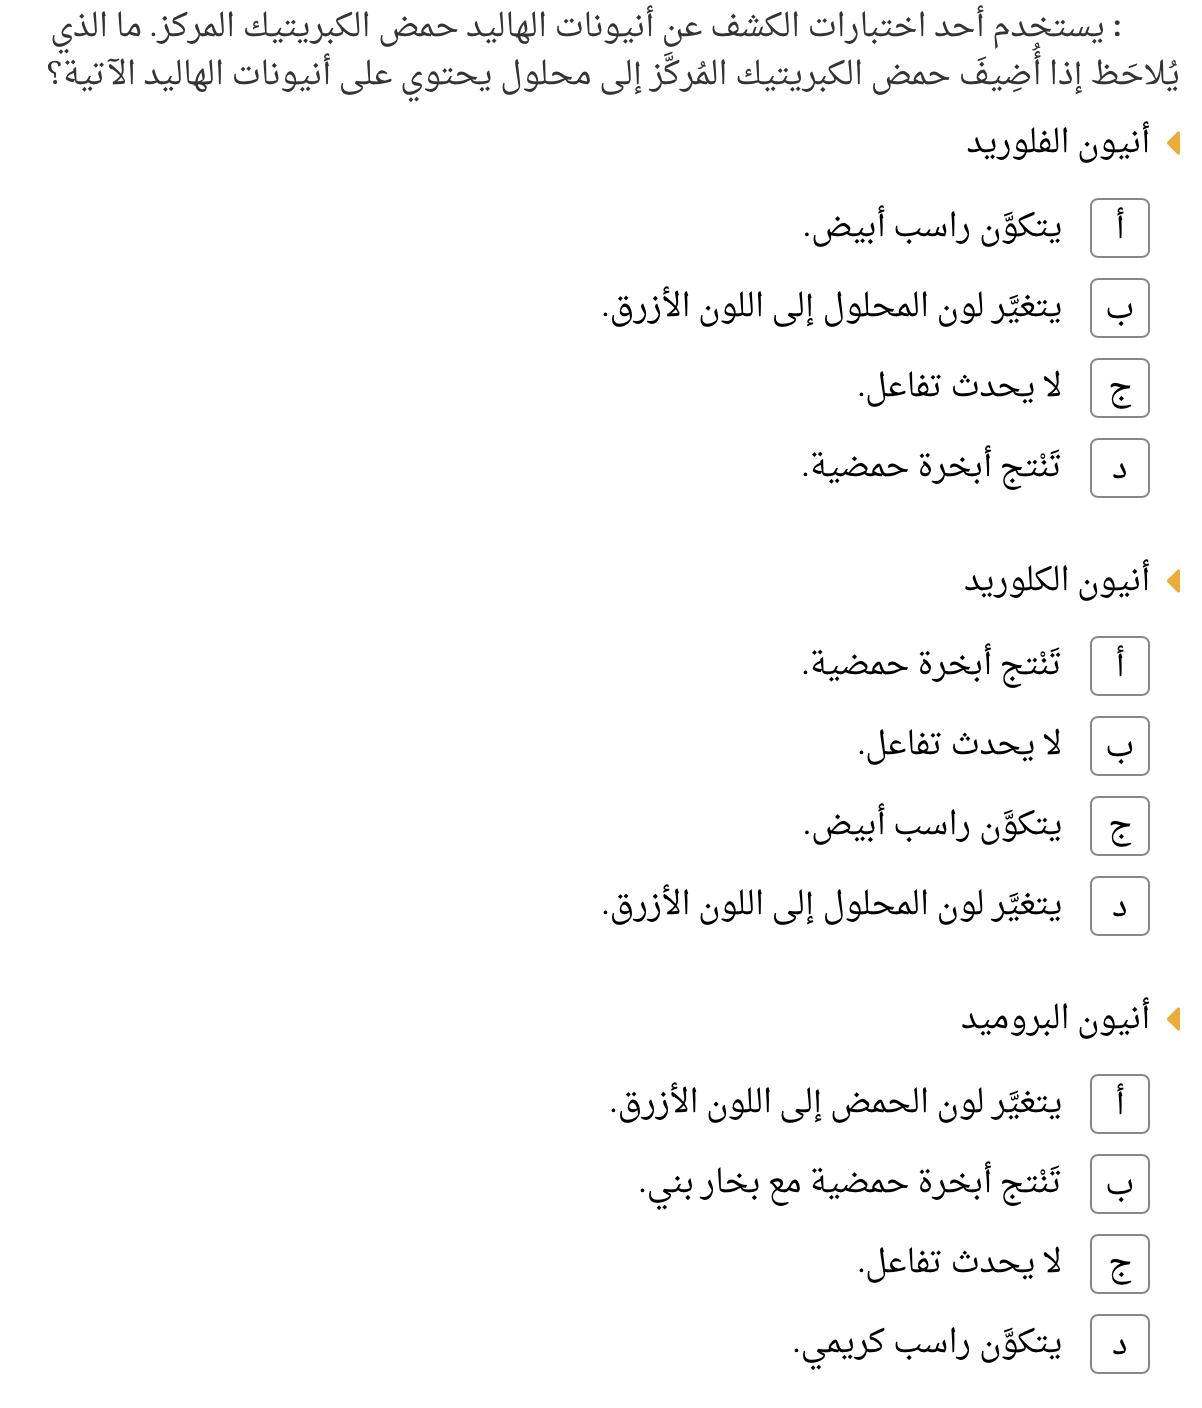 : يستخدم أحد اختبارات الكشف عن أنيونات الهاليد حمض الكبريتيك المركز. ما الذي
يُلاحَظ إذا أُضِيفَ حمض الكبريتيك المُركَّز إلى محلول يحتوي على أنيونات الهاليد الآتية؟
أنيون الفلوريد
أ يتكوَّن راسب أبيض.
ب يتغيَّر لون المحلول إلى اللون الأزرق.
ج لا يحدث تفاعل.
د تَنْتج أبخرة حمضية.
أنيون الكلوريد
أ تَنْتج أبخرة حمضية.
ب لا يحدث تفاعل.
ج يتكوَّن راسب أبيض.
د يتغيَّر لون المحلول إلى اللون الأزرق.
أنيون البروميد
أ يتغيَّر لون الحمض إلى اللون الأزرق.
ب تَنْتج أبخرة حمضية مع بخار بني.
ج لا يحدث تفاعل.
د يتكوَّن راسب كريمي.